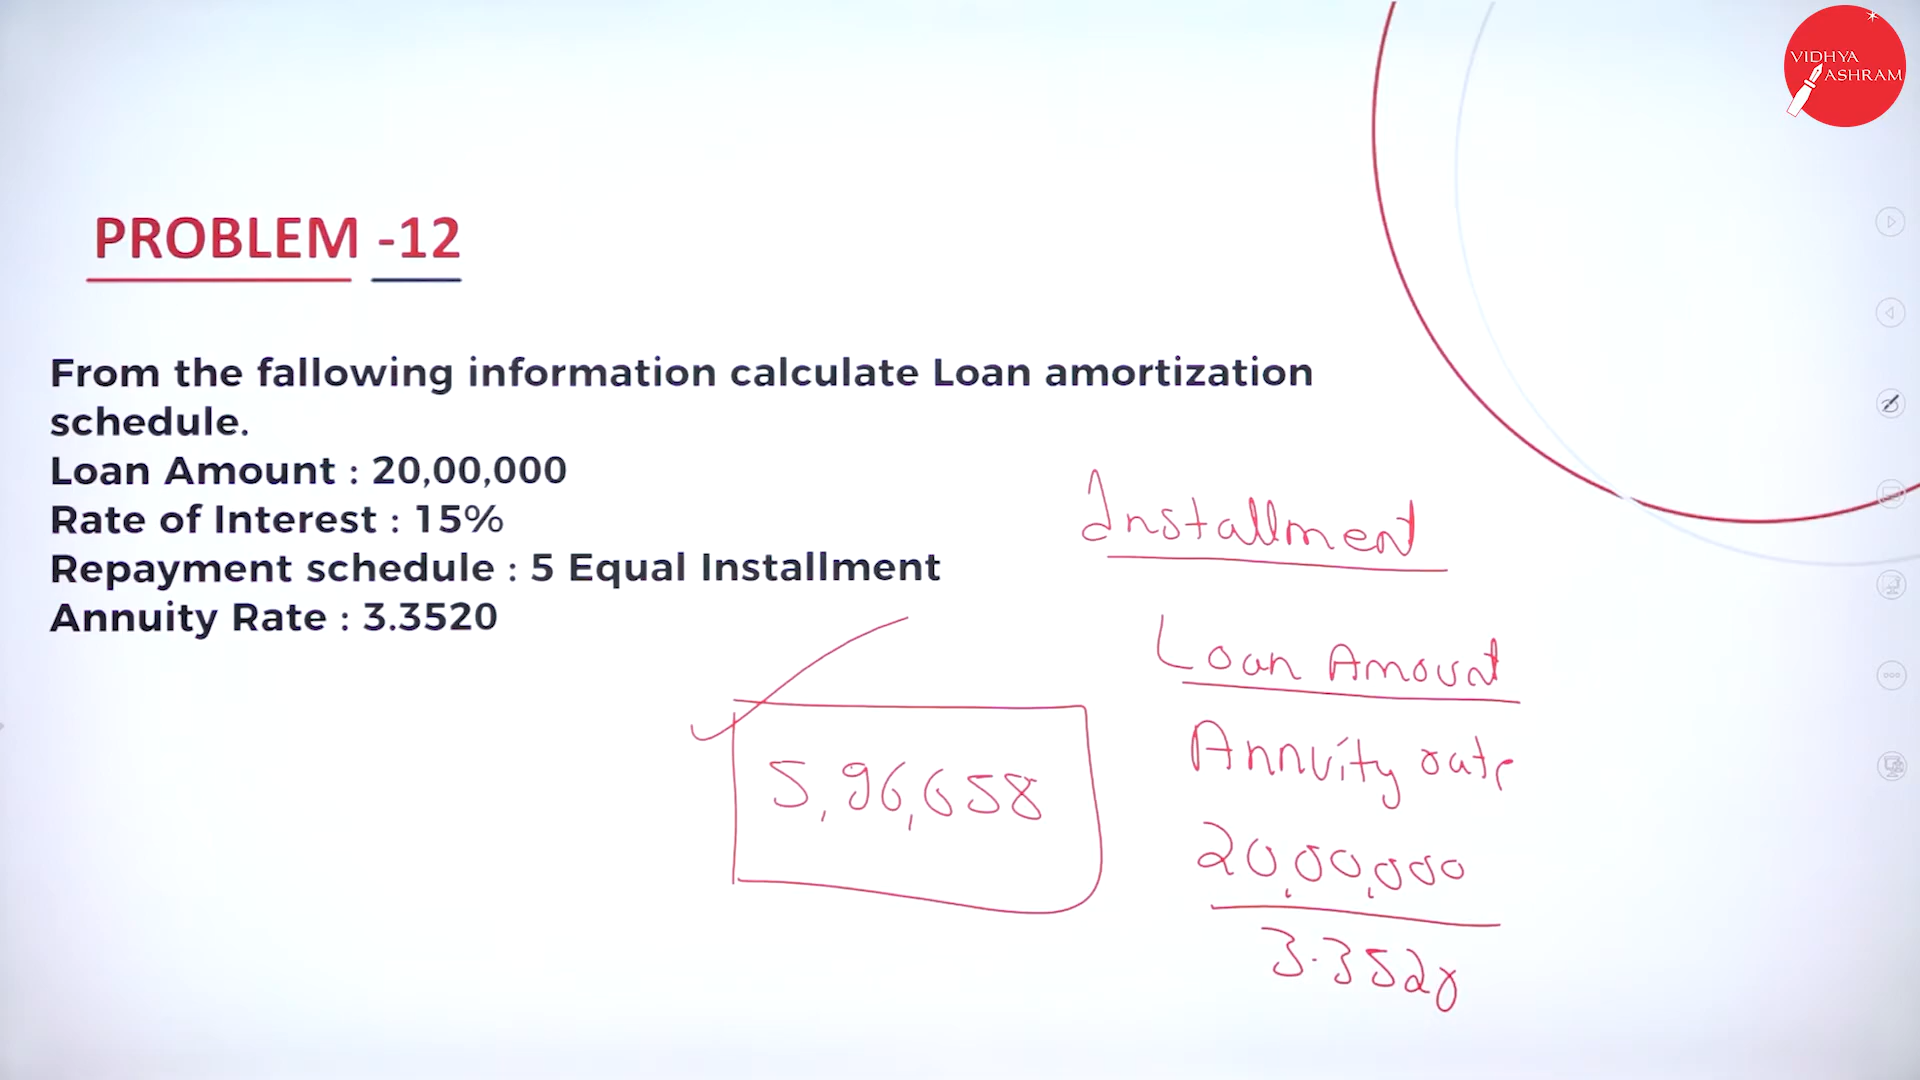 VIDHYA
ASHRAM
PROBLEM -12
From the fallowing information calculate Loan amortization
schedule.
Loan Amount : 20,00,000
Rate of Interest : 15%
Repayment schedule : 5 Equal Installment
Annuity Rate : 3.3520
Installment
Loan Amount
Annuity rate
5,96,658
20,00,000
3.3520